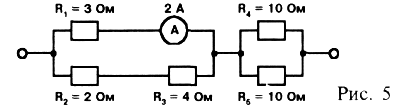 R₁ = 3 Ом 2 А R₄ = 10 Ом
А
R₂ = 2 Ом R₃ = 4 Ом R₅ = 10 Ом
Рис. 5